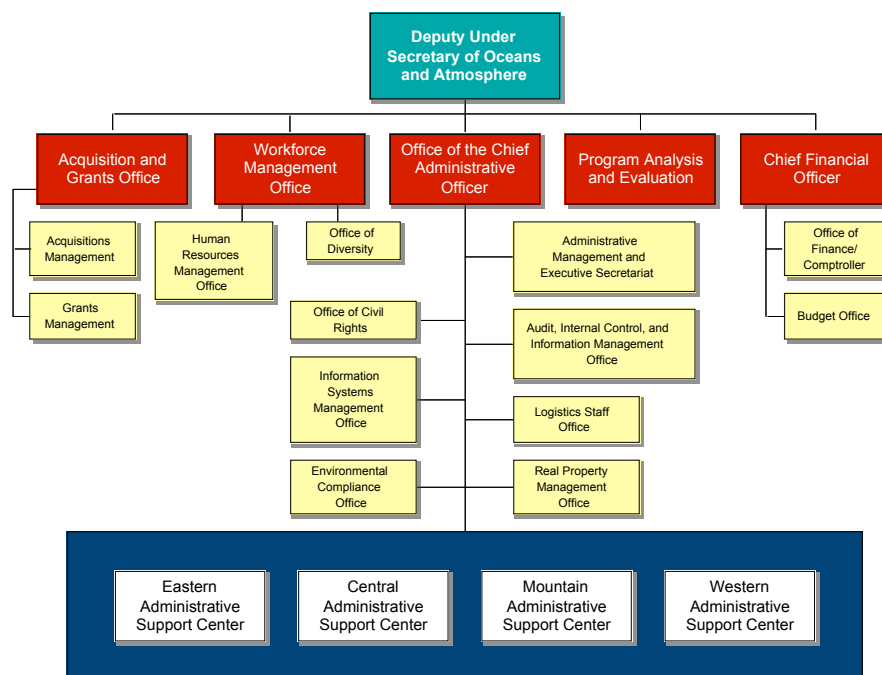 Deputy Under
Secretary of Oceans
and Atmosphere
Acquisition and
Grants Office
Workforce
Management
Office
Office of the Chief
Administrative
Officer
Program Analysis
and Evaluation
Chief Financial
Officer
Acquisitions
Management
Grants
Management
Human
Resources
Management
Office
Office of
Diversity
Administrative
Management and
Executive Secretariat
Office of
Finance/
Comptroller
Office of Civil
Rights
Audit, Internal Control, and
Information Management
Office
Budget Office
Information
Systems
Management
Office
Logistics Staff
Office
Environmental
Compliance
Office
Real Property
Management
Office
Eastern
Administrative
Support Center
Central
Administrative
Support Center
Mountain
Administrative
Support Center
Western
Administrative
Support Center